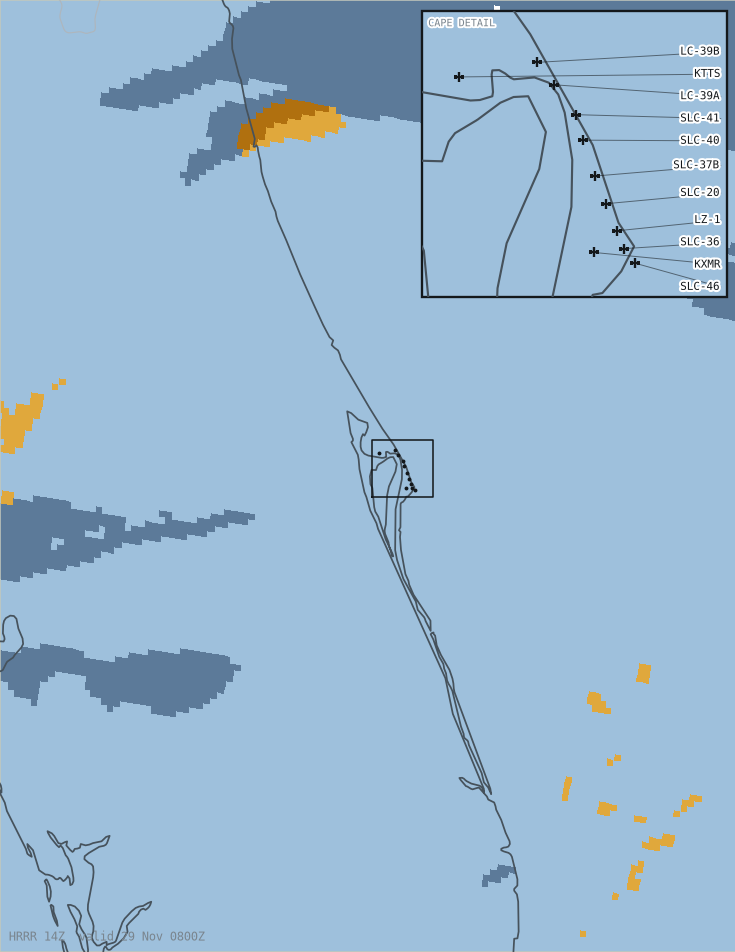 CAPE DETAIL
LC-39B
KTTS
LC-39A
SLC-41
SLC-40
SLC-37B
SLC-20
LZ-1
SLC-36
KXMR
SLC-46
HRRR 14Z valid 29 Nov 0800Z